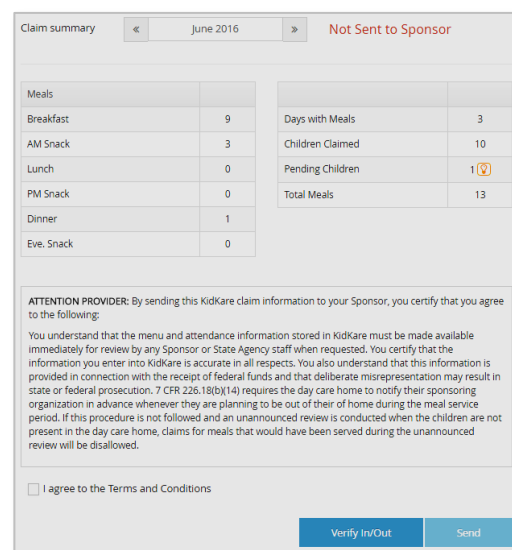 Claim summary « June 2016 » Not Sent to Sponsor
Meals
Breakfast 9
AM Snack 3
Lunch 0
PM Snack 0
Dinner 1
Eve. Snack 0
Days with Meals 3
Children Claimed 10
Pending Children 1
Total Meals 13
ATTENTION PROVIDER: By sending this KidKare claim information to your Sponsor, you certify that you agree
to the following:
You understand that the menu and attendance information stored in KidKare must be made available
immediately for review by any Sponsor or State Agency staff when requested. You certify that the
information you enter into KidKare is accurate in all respects. You also understand that this information is
provided in connection with the receipt of federal funds and that deliberate misrepresentation may result in
state or federal prosecution. 7 CFR 226.18(b)(14) requires the day care home to notify their sponsoring
organization in advance whenever they are planning to be out of their of home during the meal service
period. If this procedure is not followed and an unannounced review is conducted when the children are not
present in the day care home, claims for meals that would have been served during the unannounced
review will be disallowed.
I agree to the Terms and Conditions
Verify In/Out Send